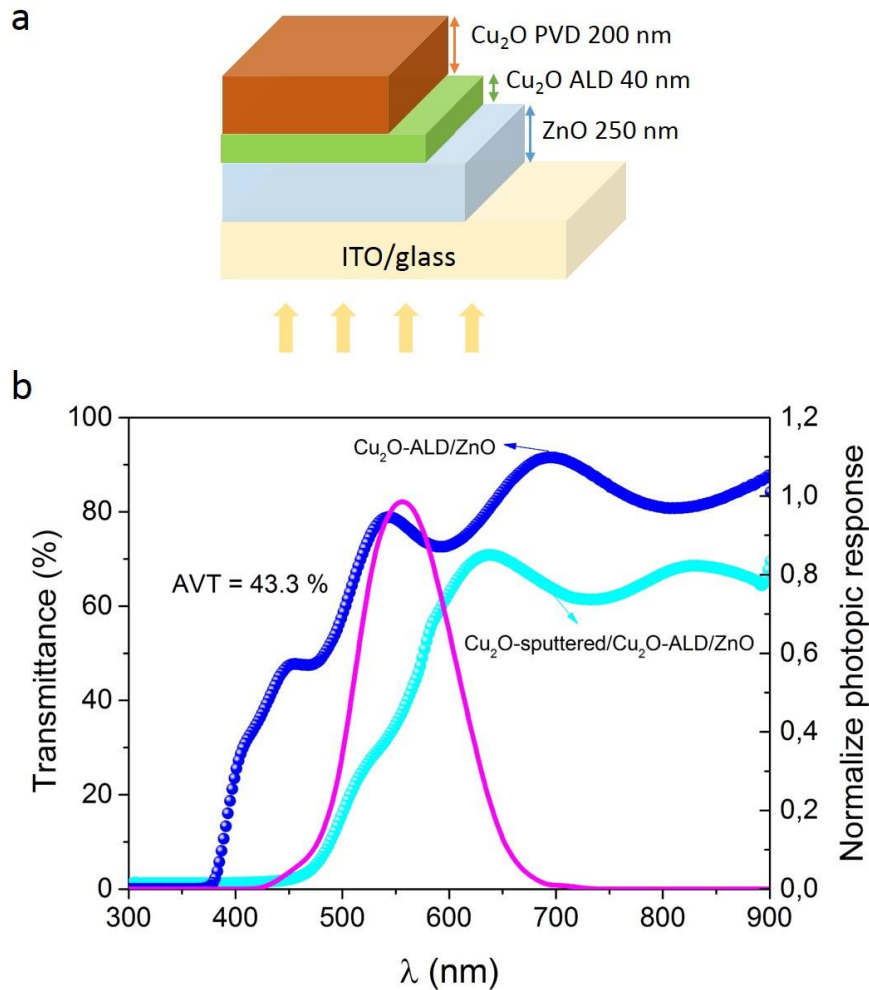 a
Cu₂O PVD 200 nm
Cu₂O ALD 40 nm
ZnO 250 nm
ITO/glass
b
100
80
60
40
20
0
Transmittance (%)
1,2
1,0
0,8
0,6
0,4
0,2
0,0
Normalize photopic response
Cu₂O-ALD/ZnO
AVT = 43.3 %
Cu₂O-sputtered/Cu₂O-ALD/ZnO
300 400 500 600 700 800 900
λ (nm)